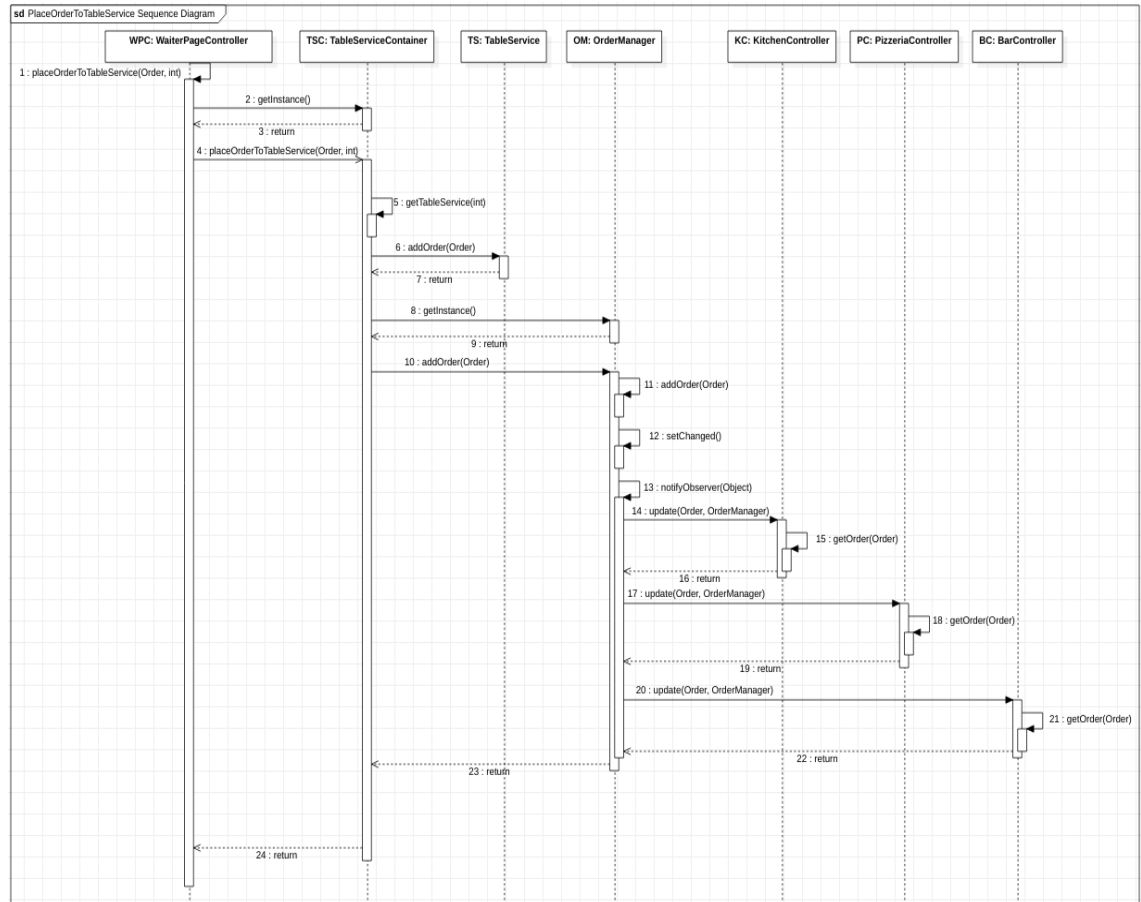 sd PlaceOrderToTableService Sequence Diagram
WPC: WaiterPageController
TSC: TableServiceContainer
TS: TableService
OM: OrderManager
KC: KitchenController
PC: PizzeriaController
BC: BarController
1 : placeOrderToTableService(Order, int)
2 : getInstance()
3 : return
4 : placeOrderToTableService(Order, int)
5 : getTableService(int)
6 : addOrder(Order)
7 : return
8 : getInstance()
9 : return
10 : addOrder(Order)
11 : addOrder(Order)
12 : setChanged()
13 : notifyObserver(Object)
14 : update(Order, OrderManager)
15 : getOrder(Order)
16 : return
17 : update(Order, OrderManager)
18 : getOrder(Order)
19 : return
20 : update(Order, OrderManager)
21 : getOrder(Order)
22 : return
23 : return
24 : return